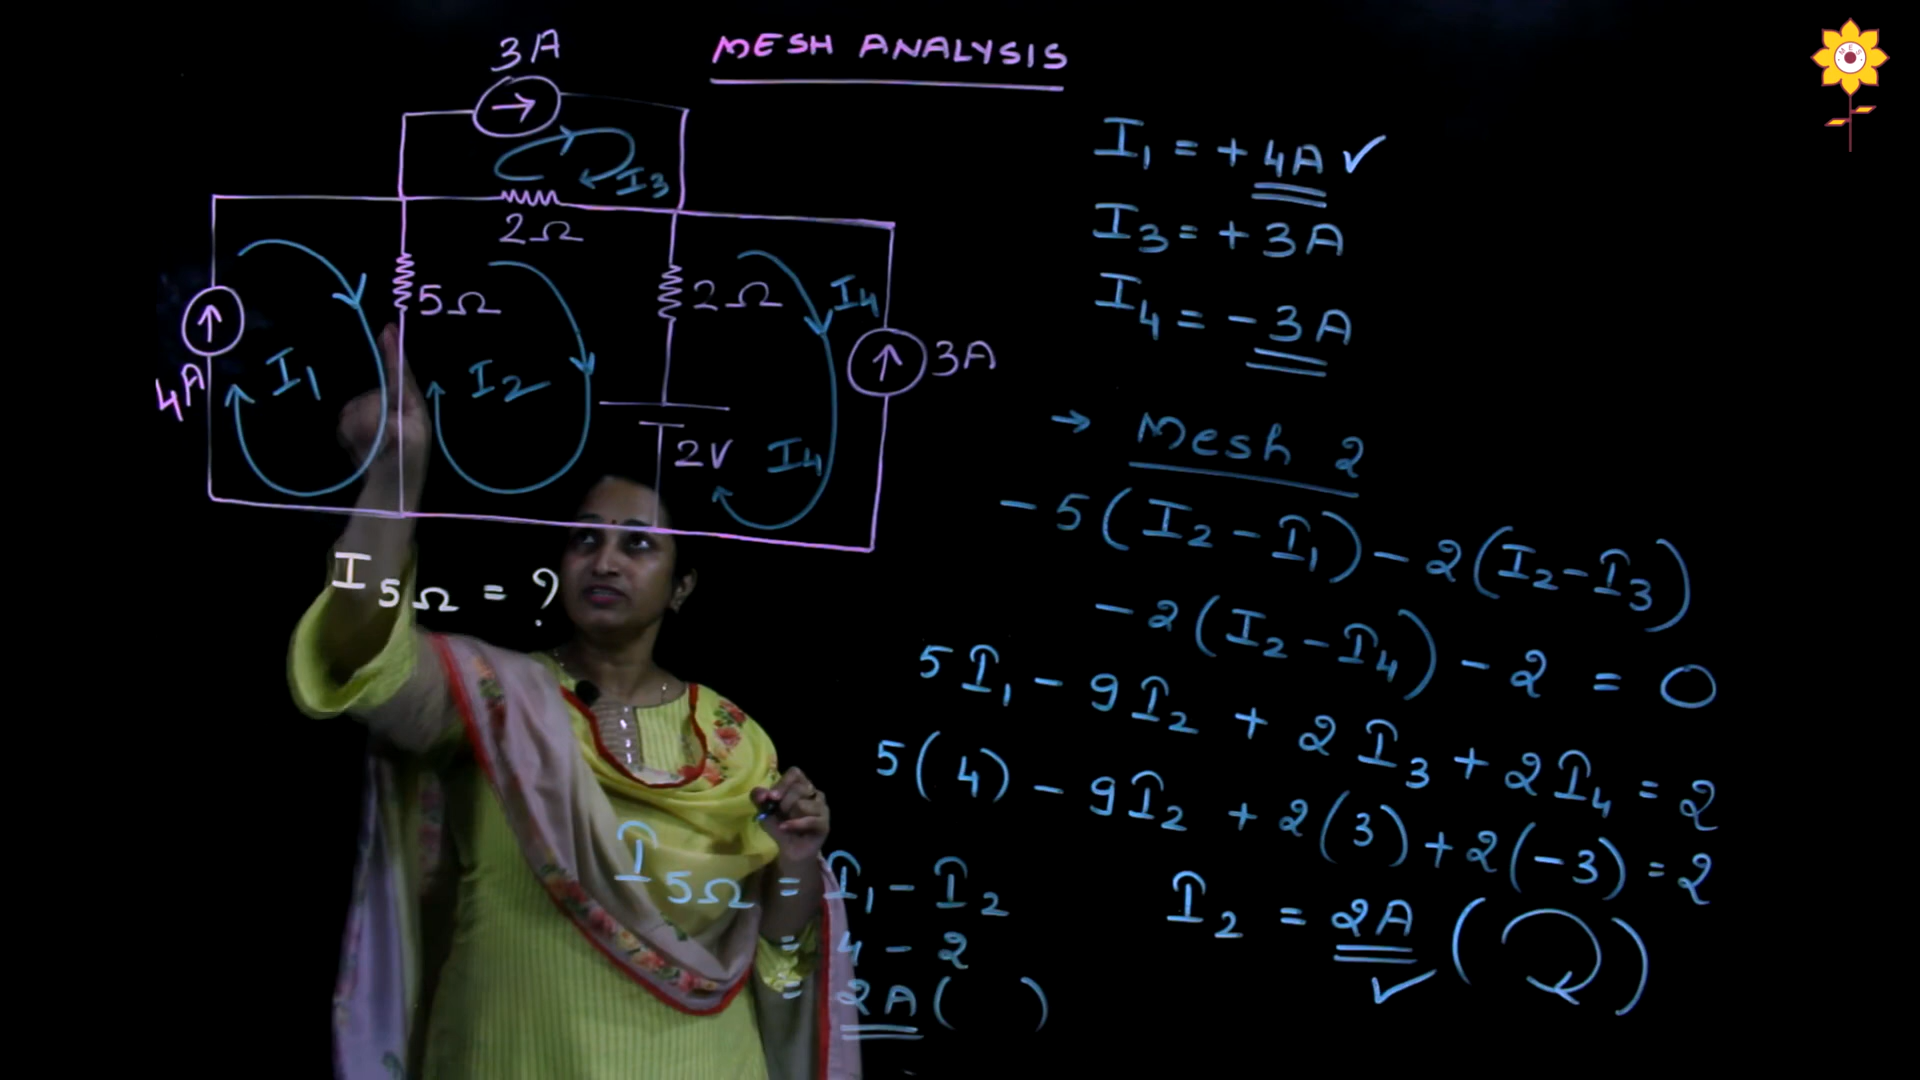 MESH ANALYSIS
3A
I3
2Ω
5Ω
2Ω
I4
4A
I1
I2
3A
2V
I4
I5Ω = ?
I1 = + 4A ✓
I3 = + 3A
I4 = - 3A
→ Mesh 2
- 5 ( I2 - I1 ) - 2 ( I2 - I3 )
- 2 ( I2 - I4 ) - 2 = 0
5I1 - 9I2 + 2I3 + 2I4 = 2
5(4) - 9I2 + 2(3) + 2(-3) = 2
I2 = 2A ( ) ✓
I5Ω = I1 - I2
= 4 - 2
= 2A ( )